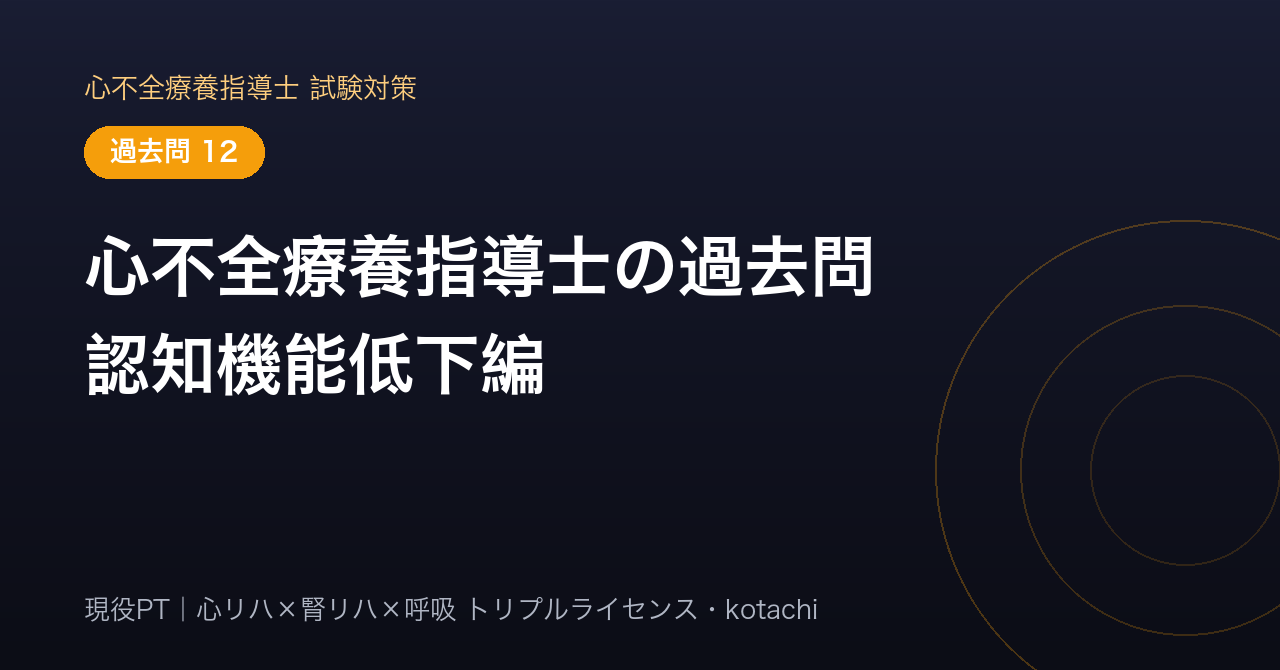 心不全療養指導士 試験対策
過去問 12
心不全療養指導士の過去問
認知機能低下編
現役PT｜心リハ×腎リハ×呼吸 トリプルライセンス・kotachi